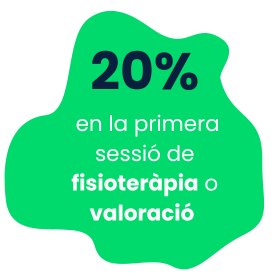 20%
en la primera
sessió de
fisioteràpia o
valoració